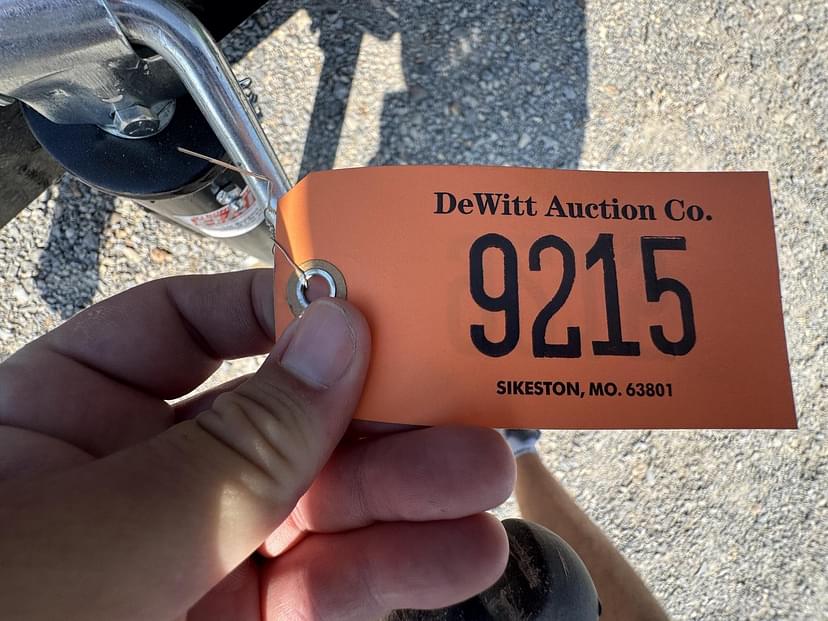 DeWitt Auction Co.
9215
SIKESTON, MO. 63801